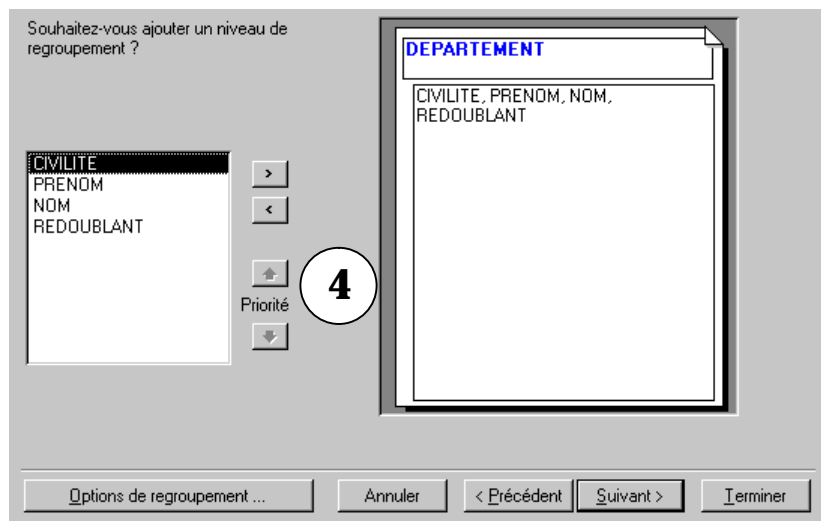 Souhaitez-vous ajouter un niveau de
regroupement ?
CIVILITE
PRENOM
NOM
REDOUBLANT
>
<
Priorité
4
DEPARTEMENT
CIVILITE, PRENOM, NOM,
REDOUBLANT
Options de regroupement ...
Annuler
< Précédent
Suivant >
Terminer